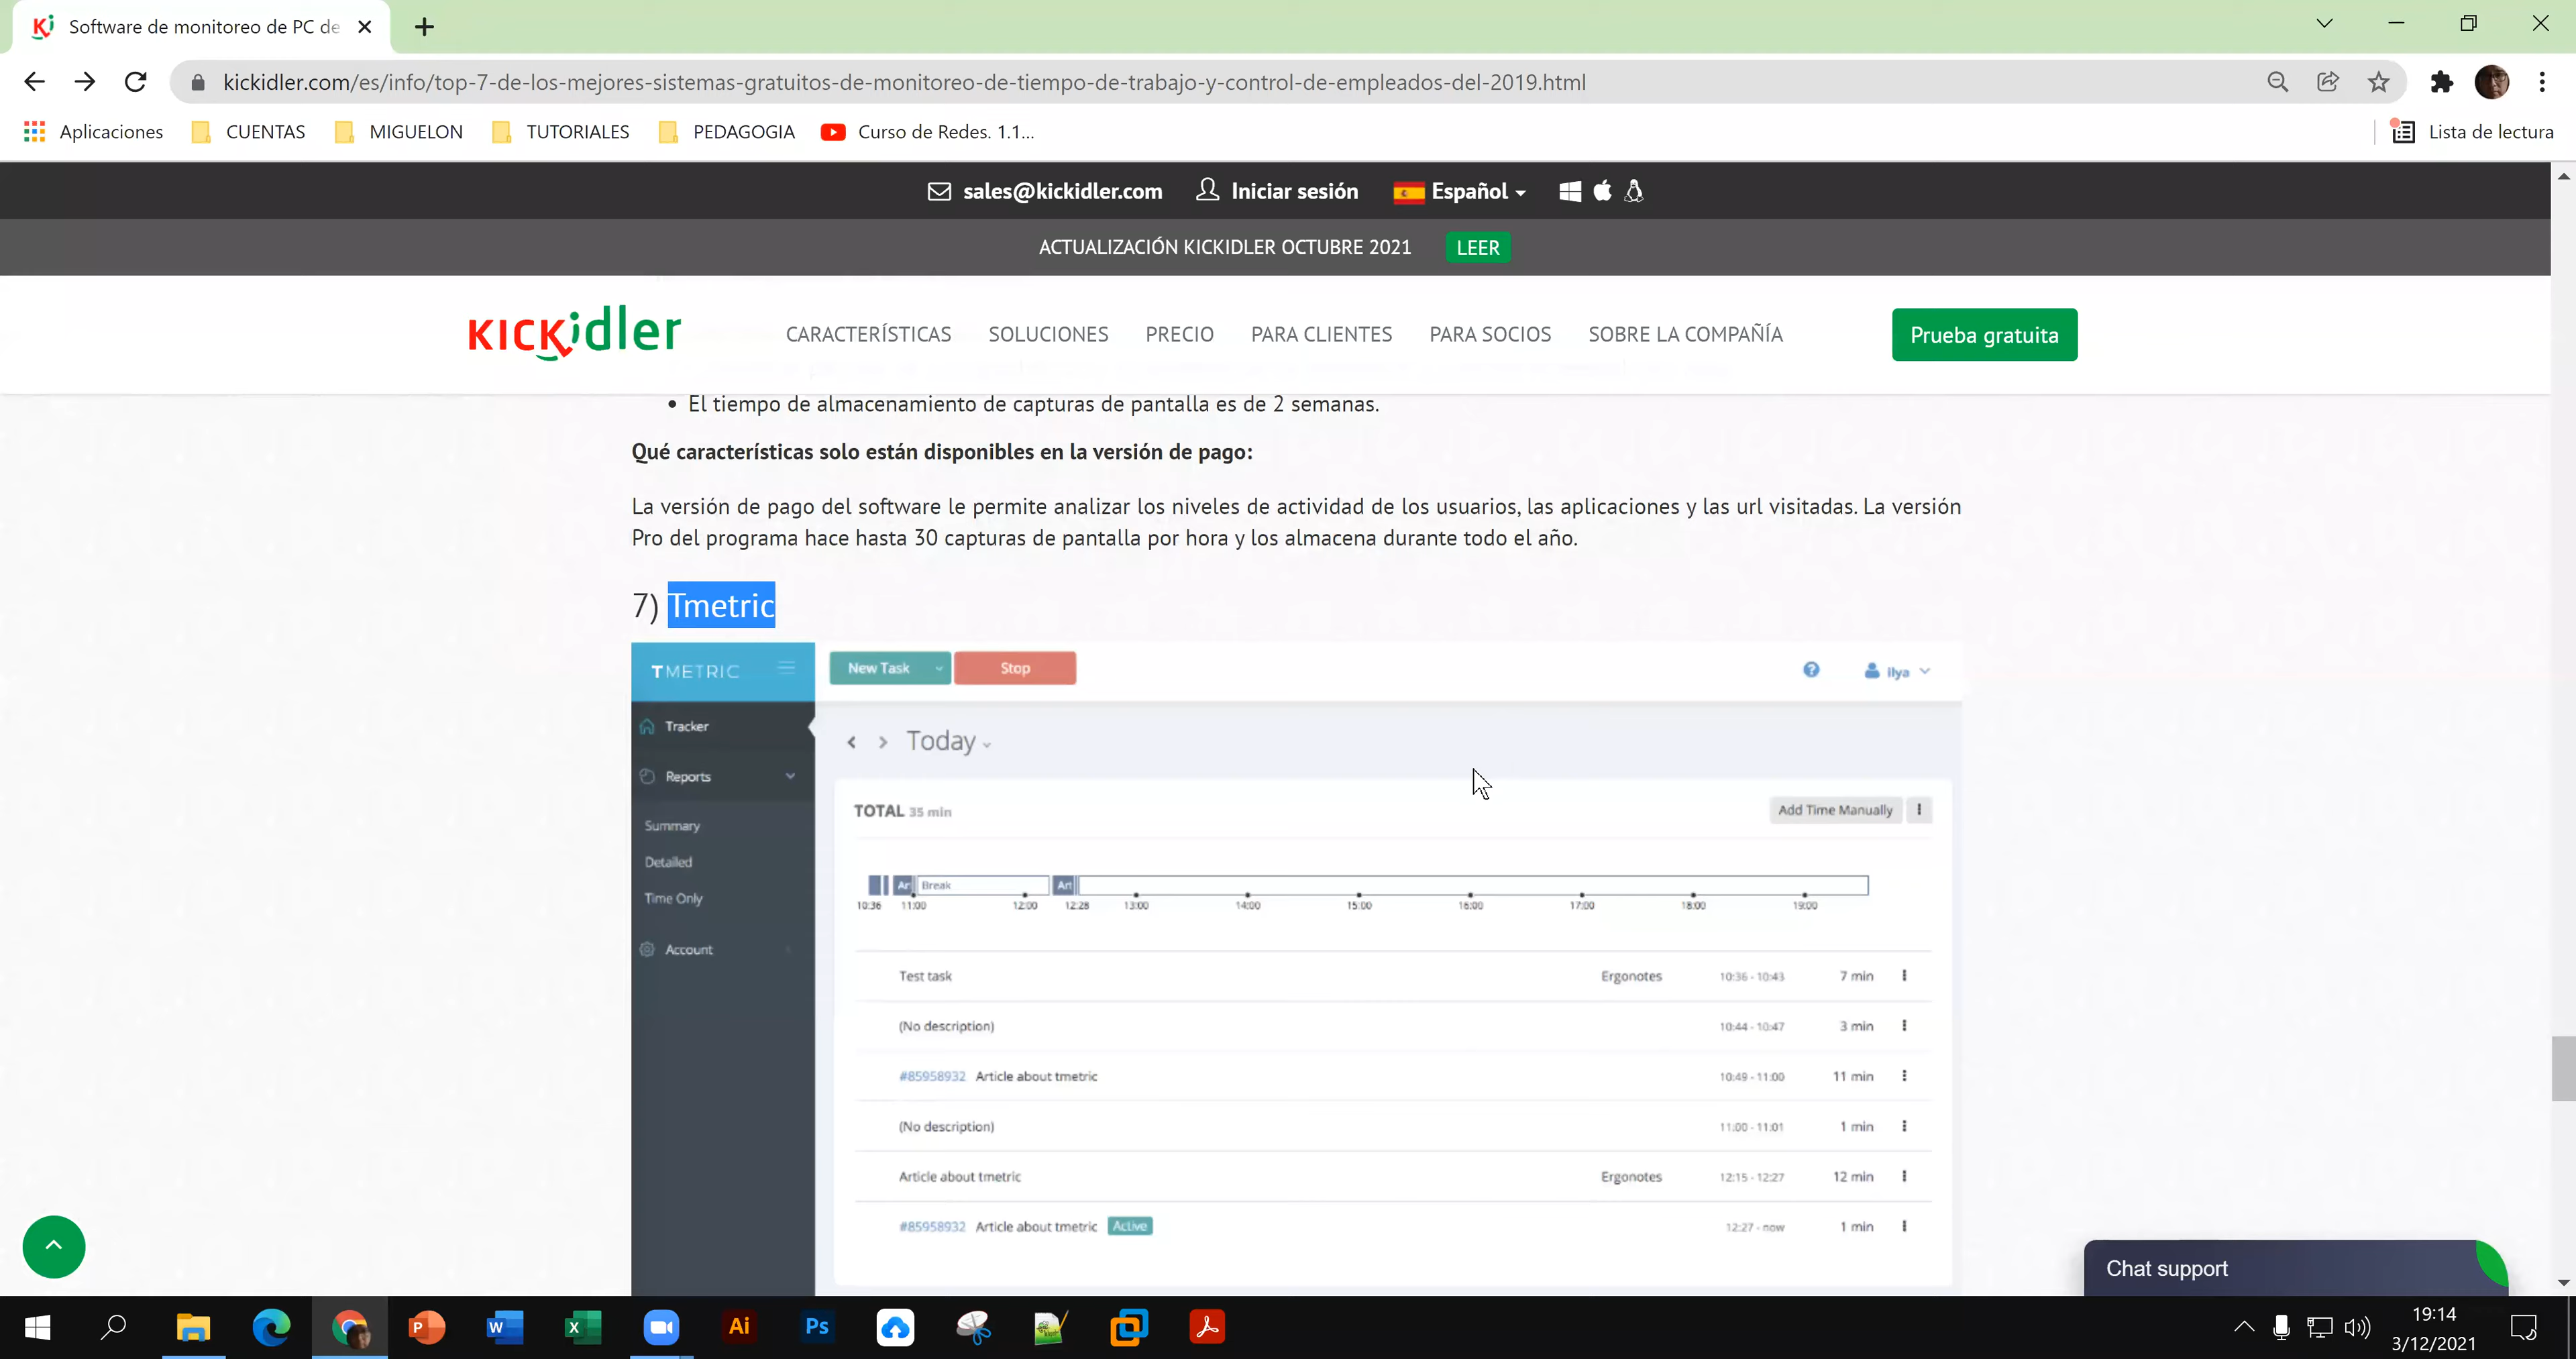 Software de monitoreo de PC de
kickidler.com/es/info/top-7-de-los-mejores-sistemas-gratuitos-de-monitoreo-de-tiempo-de-trabajo-y-control-de-empleados-del-2019.html
Aplicaciones CUENTAS MIGUELON TUTORIALES PEDAGOGIA Curso de Redes. 1.1... Lista de lectura
sales@kickidler.com Iniciar sesión Español
ACTUALIZACIÓN KICKIDLER OCTUBRE 2021 LEER
KICKidler CARACTERÍSTICAS SOLUCIONES PRECIO PARA CLIENTES PARA SOCIOS SOBRE LA COMPAÑÍA Prueba gratuita
• El tiempo de almacenamiento de capturas de pantalla es de 2 semanas.
Qué características solo están disponibles en la versión de pago:
La versión de pago del software le permite analizar los niveles de actividad de los usuarios, las aplicaciones y las url visitadas. La versión
Pro del programa hace hasta 30 capturas de pantalla por hora y los almacena durante todo el año.
7) Tmetric
TMETRIC New Task Stop Ilya
Tracker
Today
Reports
TOTAL 35 min Add Time Manually
Summary
Detailed
Ar Break Art
Time Only
10:36 11:00 12:00 12:28 13:00 14:00 15:00 16:00 17:00 18:00 19:00
Account
Test task Ergonotes 10:36 - 10:43 7 min
(No description) 10:44 - 10:47 3 min
#85958932 Article about tmetric 10:49 - 11:00 11 min
(No description) 11:00 - 11:01 1 min
Article about tmetric Ergonotes 12:15 - 12:27 12 min
#85958932 Article about tmetric Active 12:27 - now 1 min
Chat support
Ai Ps
19:14
3/12/2021